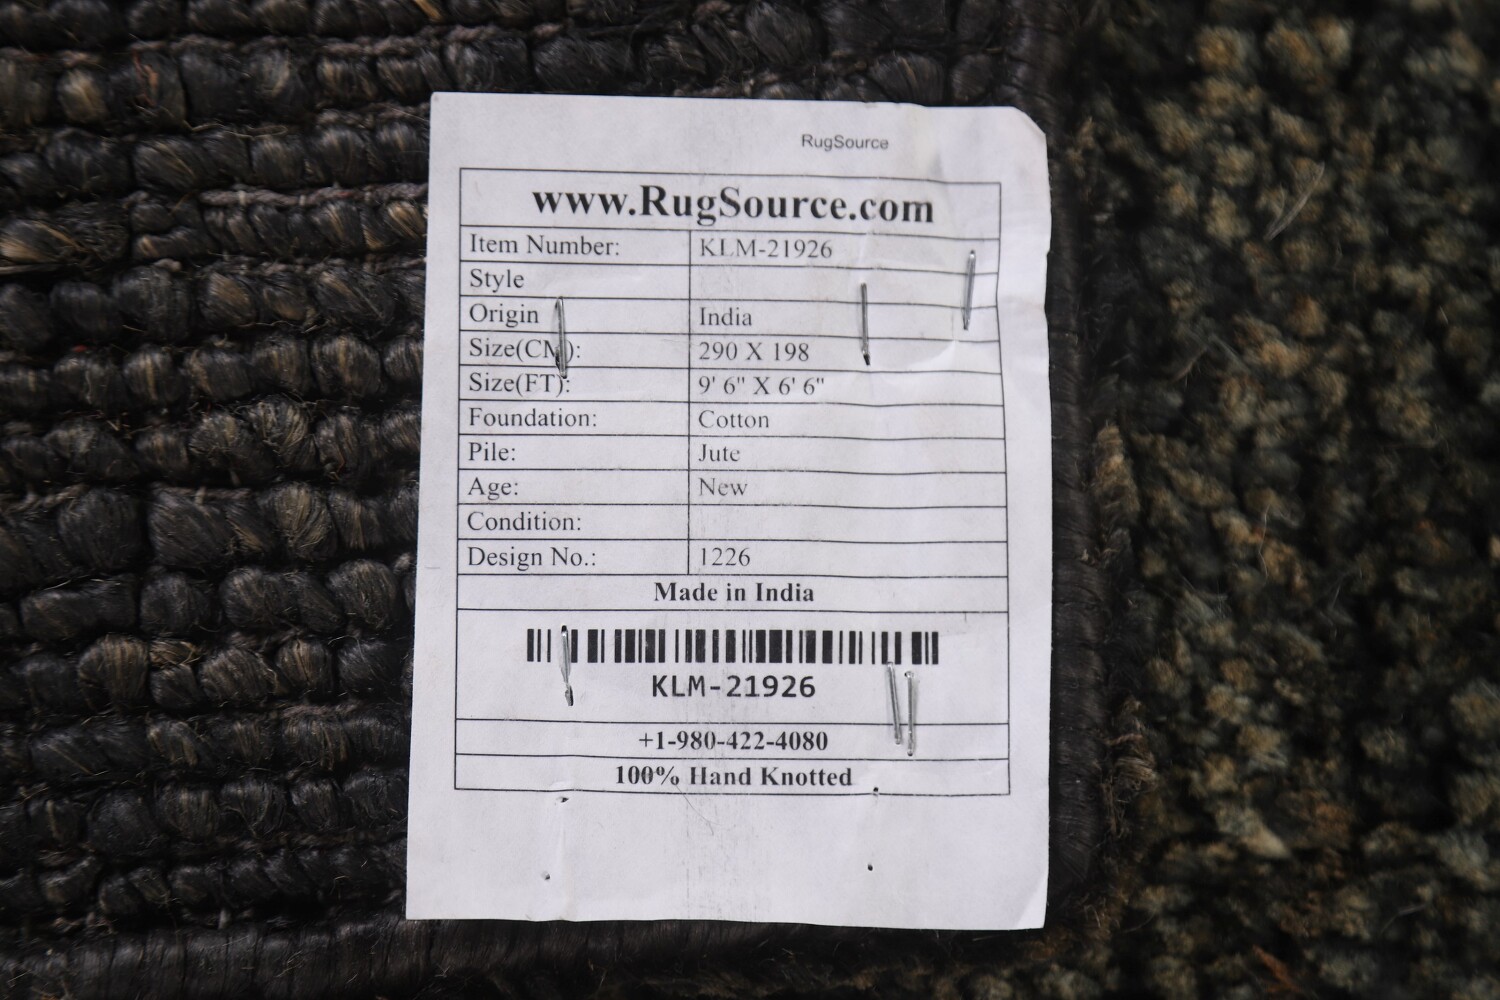 RugSource
www.RugSource.com
Item Number: KLM-21926
Style
Origin India
Size(CM): 290 X 198
Size(FT): 9' 6" X 6' 6"
Foundation: Cotton
Pile: Jute
Age: New
Condition:
Design No.: 1226
Made in India
KLM-21926
+1-980-422-4080
100% Hand Knotted